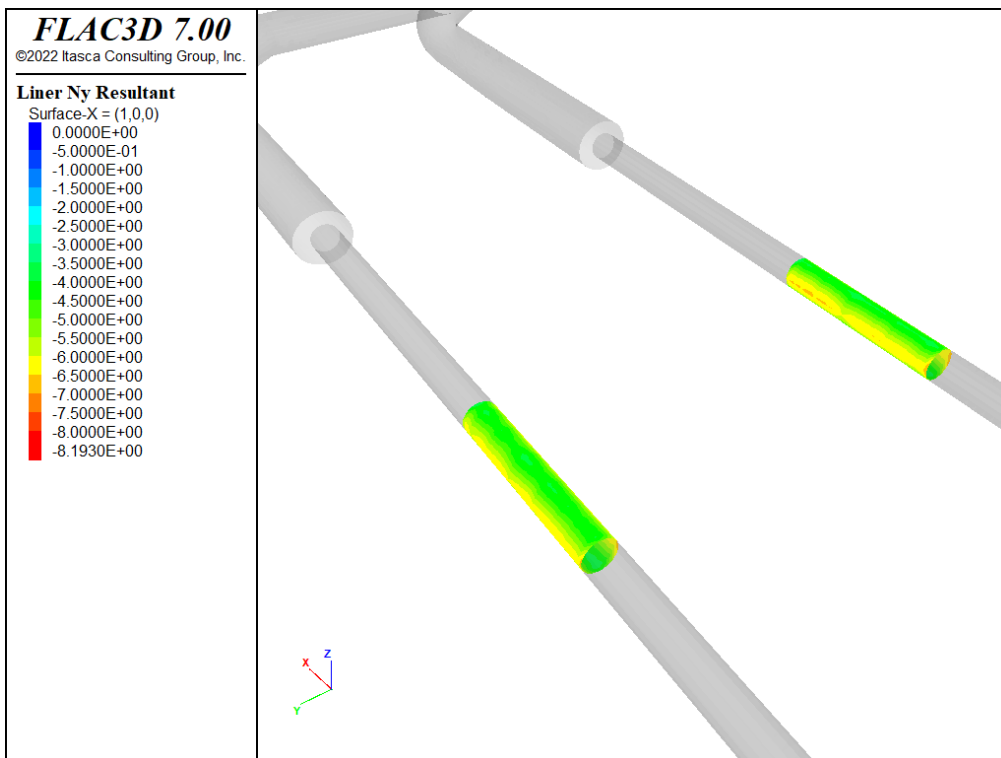 FLAC3D 7.00
©2022 Itasca Consulting Group, Inc.
Liner Ny Resultant
Surface-X = (1,0,0)
0.0000E+00
-5.0000E-01
-1.0000E+00
-1.5000E+00
-2.0000E+00
-2.5000E+00
-3.0000E+00
-3.5000E+00
-4.0000E+00
-4.5000E+00
-5.0000E+00
-5.5000E+00
-6.0000E+00
-6.5000E+00
-7.0000E+00
-7.5000E+00
-8.0000E+00
-8.1930E+00
Z
X
Y